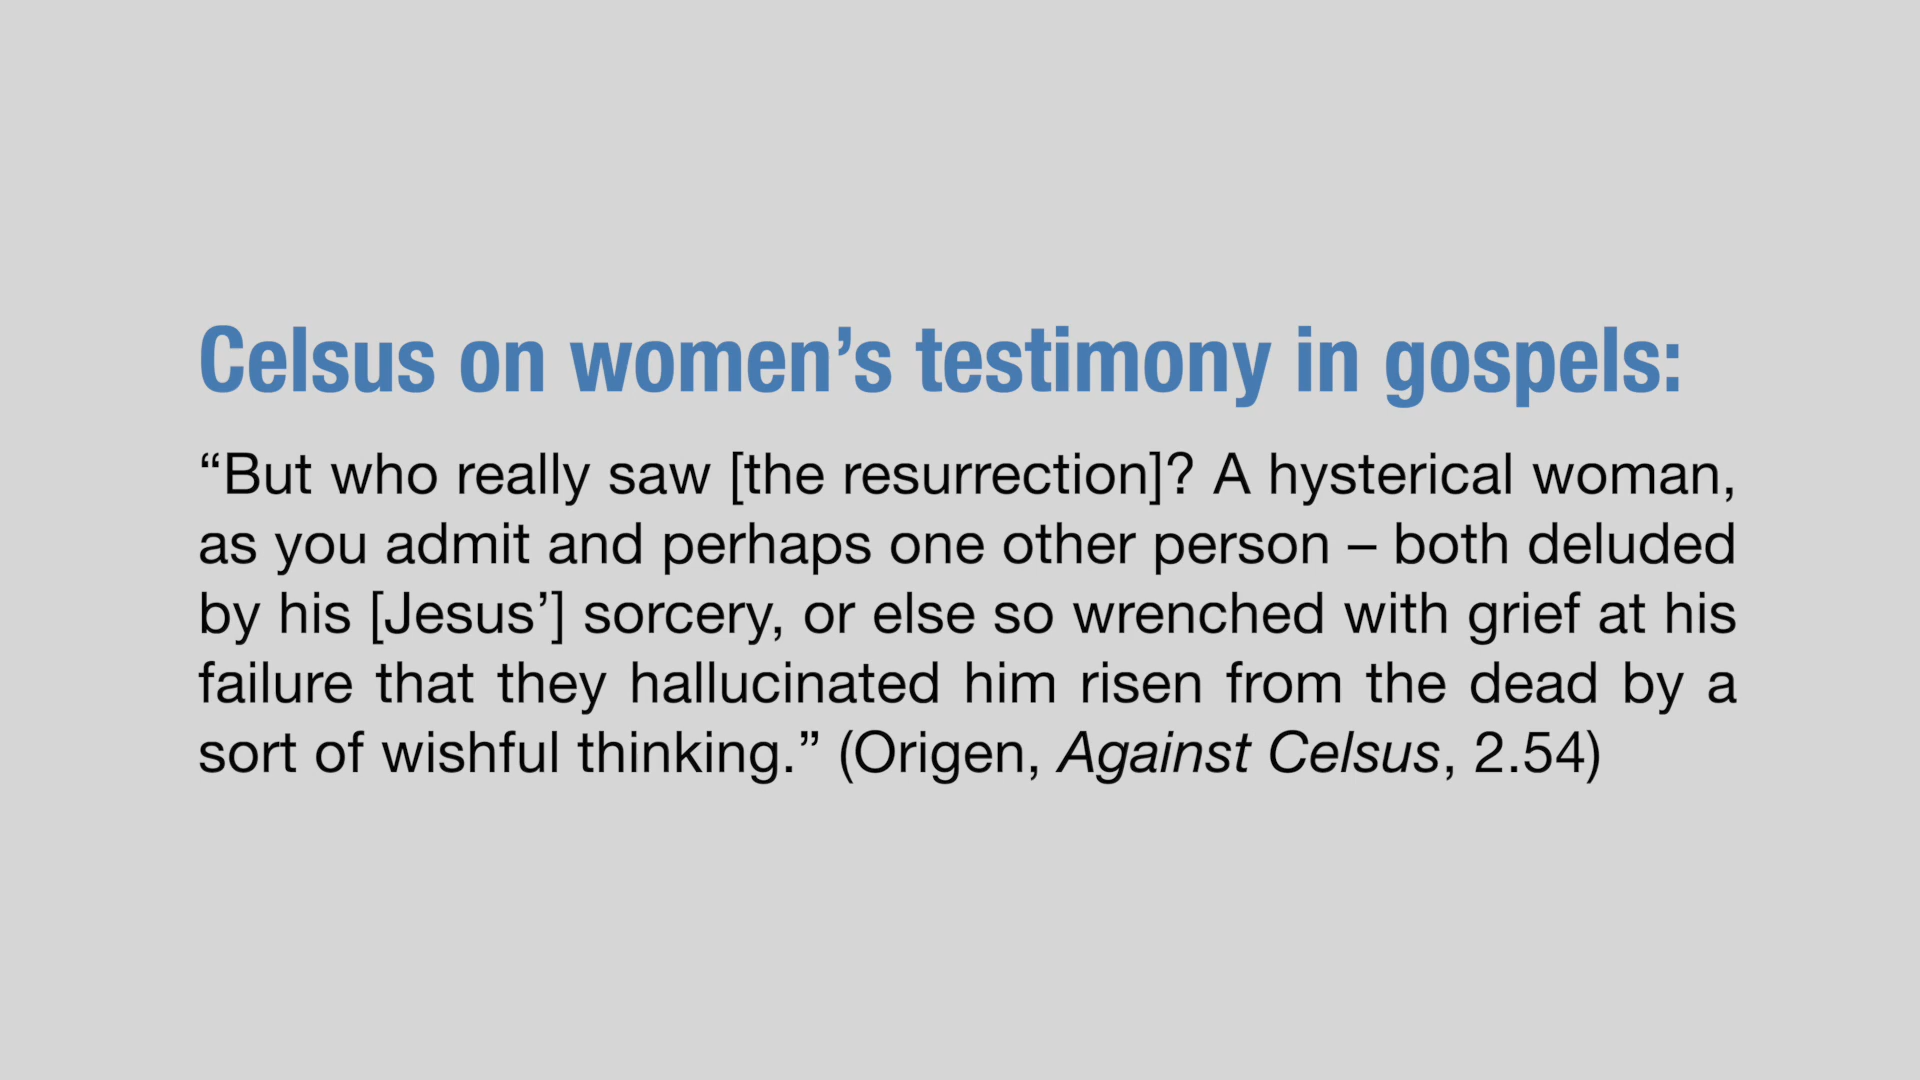 Celsus on women’s testimony in gospels:
“But who really saw [the resurrection]? A hysterical woman,
as you admit and perhaps one other person – both deluded
by his [Jesus’] sorcery, or else so wrenched with grief at his
failure that they hallucinated him risen from the dead by a
sort of wishful thinking.” (Origen, Against Celsus, 2.54)